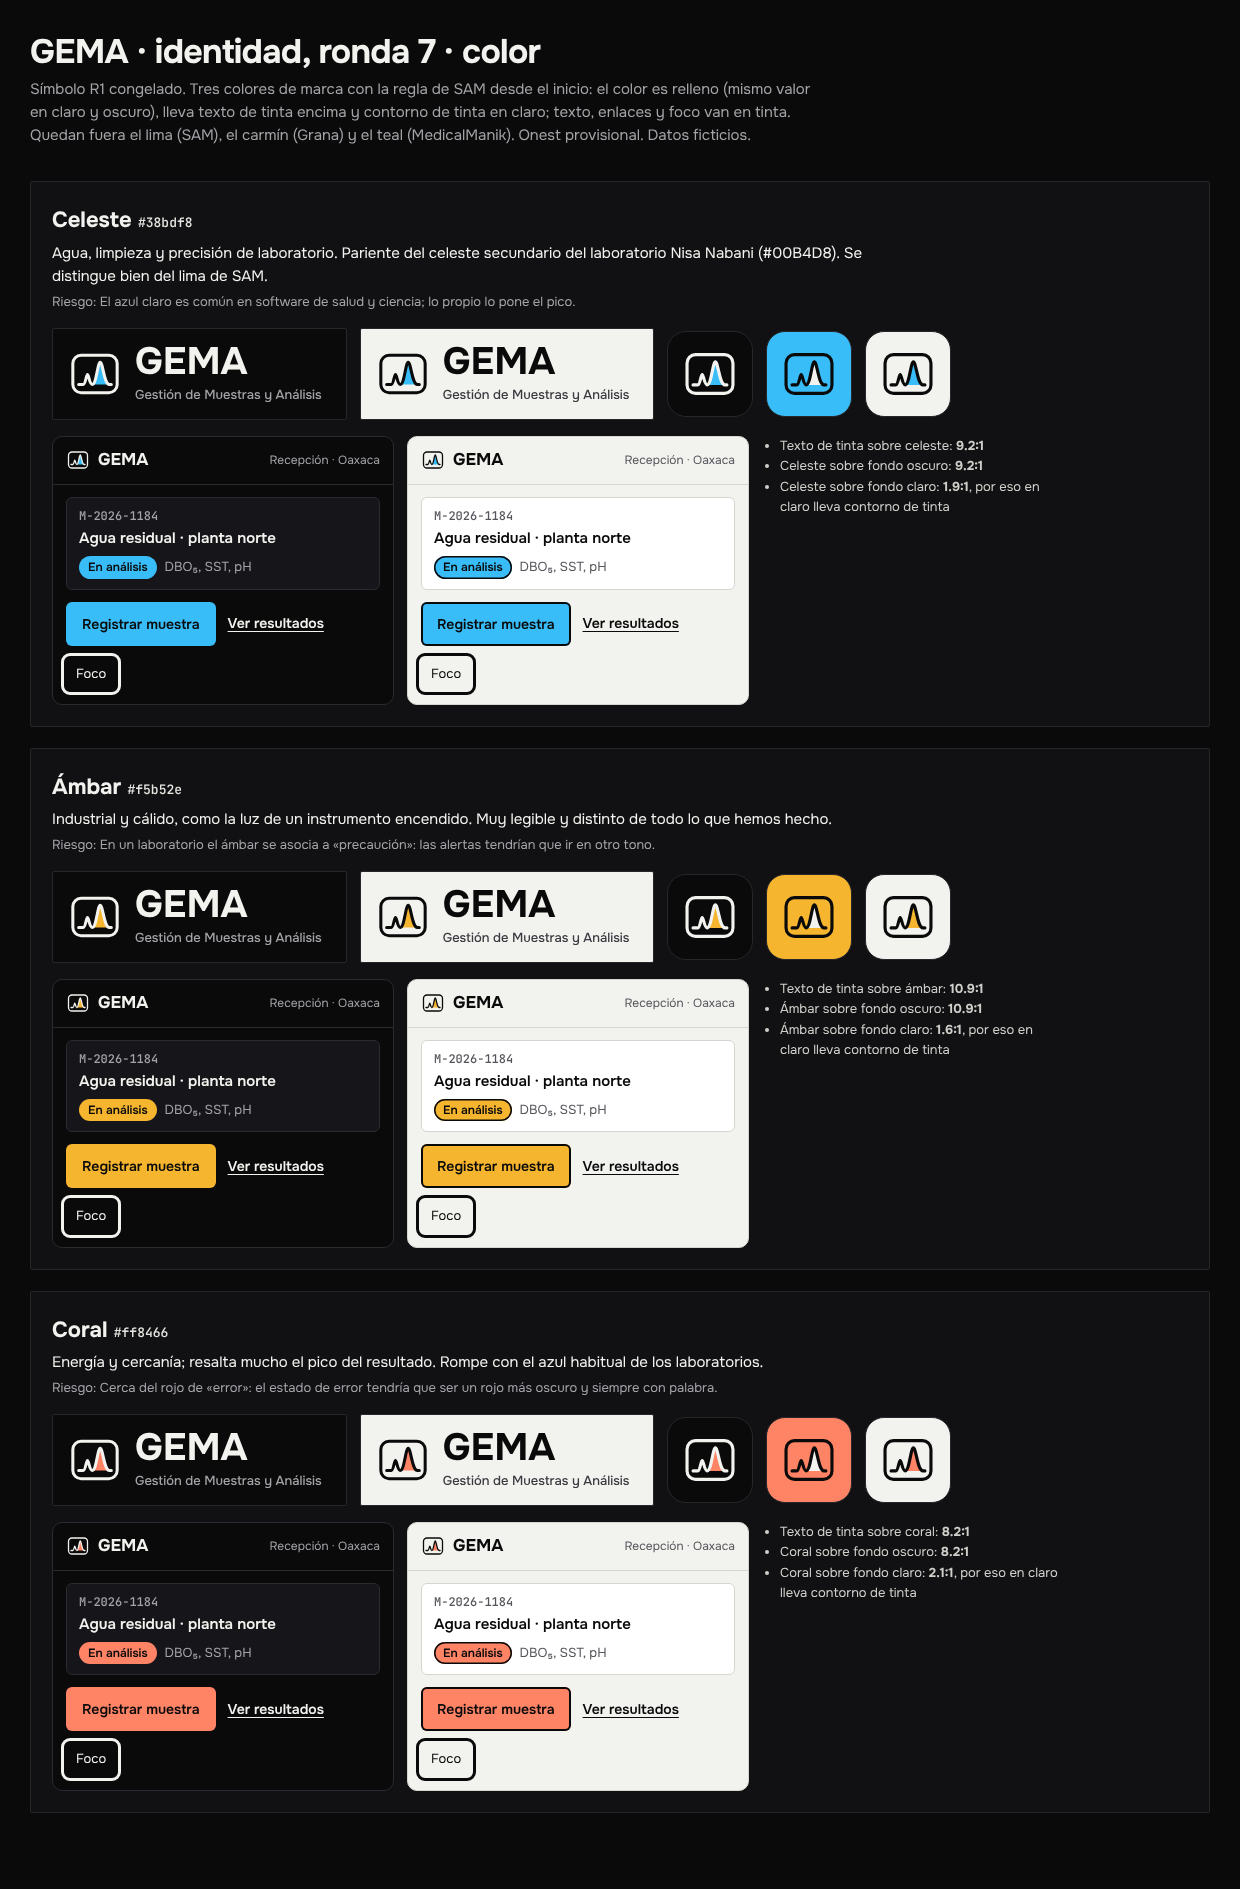 GEMA · identidad, ronda 7 · color
Símbolo R1 congelado. Tres colores de marca con la regla de SAM desde el inicio: el color es relleno (mismo valor
en claro y oscuro), lleva texto de tinta encima y contorno de tinta en claro; texto, enlaces y foco van en tinta.
Quedan fuera el lima (SAM), el carmín (Grana) y el teal (MedicalManik). Onest provisional. Datos ficticios.
Celeste #38bdf8
Agua, limpieza y precisión de laboratorio. Pariente del celeste secundario del laboratorio Nisa Nabani (#00B4D8). Se
distingue bien del lima de SAM.
Riesgo: El azul claro es común en software de salud y ciencia; lo propio lo pone el pico.
GEMA
Gestión de Muestras y Análisis
GEMA
Gestión de Muestras y Análisis
GEMA
Recepción · Oaxaca
M-2026-1184
Agua residual · planta norte
En análisis DBO₅, SST, pH
Registrar muestra Ver resultados
Foco
GEMA
Recepción · Oaxaca
M-2026-1184
Agua residual · planta norte
En análisis DBO₅, SST, pH
Registrar muestra Ver resultados
Foco
• Texto de tinta sobre celeste: 9.2:1
• Celeste sobre fondo oscuro: 9.2:1
• Celeste sobre fondo claro: 1.9:1, por eso en
claro lleva contorno de tinta
Ámbar #f5b52e
Industrial y cálido, como la luz de un instrumento encendido. Muy legible y distinto de todo lo que hemos hecho.
Riesgo: En un laboratorio el ámbar se asocia a «precaución»: las alertas tendrían que ir en otro tono.
GEMA
Gestión de Muestras y Análisis
GEMA
Gestión de Muestras y Análisis
GEMA
Recepción · Oaxaca
M-2026-1184
Agua residual · planta norte
En análisis DBO₅, SST, pH
Registrar muestra Ver resultados
Foco
GEMA
Recepción · Oaxaca
M-2026-1184
Agua residual · planta norte
En análisis DBO₅, SST, pH
Registrar muestra Ver resultados
Foco
• Texto de tinta sobre ámbar: 10.9:1
• Ámbar sobre fondo oscuro: 10.9:1
• Ámbar sobre fondo claro: 1.6:1, por eso en
claro lleva contorno de tinta
Coral #ff8466
Energía y cercanía; resalta mucho el pico del resultado. Rompe con el azul habitual de los laboratorios.
Riesgo: Cerca del rojo de «error»: el estado de error tendría que ser un rojo más oscuro y siempre con palabra.
GEMA
Gestión de Muestras y Análisis
GEMA
Gestión de Muestras y Análisis
GEMA
Recepción · Oaxaca
M-2026-1184
Agua residual · planta norte
En análisis DBO₅, SST, pH
Registrar muestra Ver resultados
Foco
GEMA
Recepción · Oaxaca
M-2026-1184
Agua residual · planta norte
En análisis DBO₅, SST, pH
Registrar muestra Ver resultados
Foco
• Texto de tinta sobre coral: 8.2:1
• Coral sobre fondo oscuro: 8.2:1
• Coral sobre fondo claro: 2.1:1, por eso en claro
lleva contorno de tinta